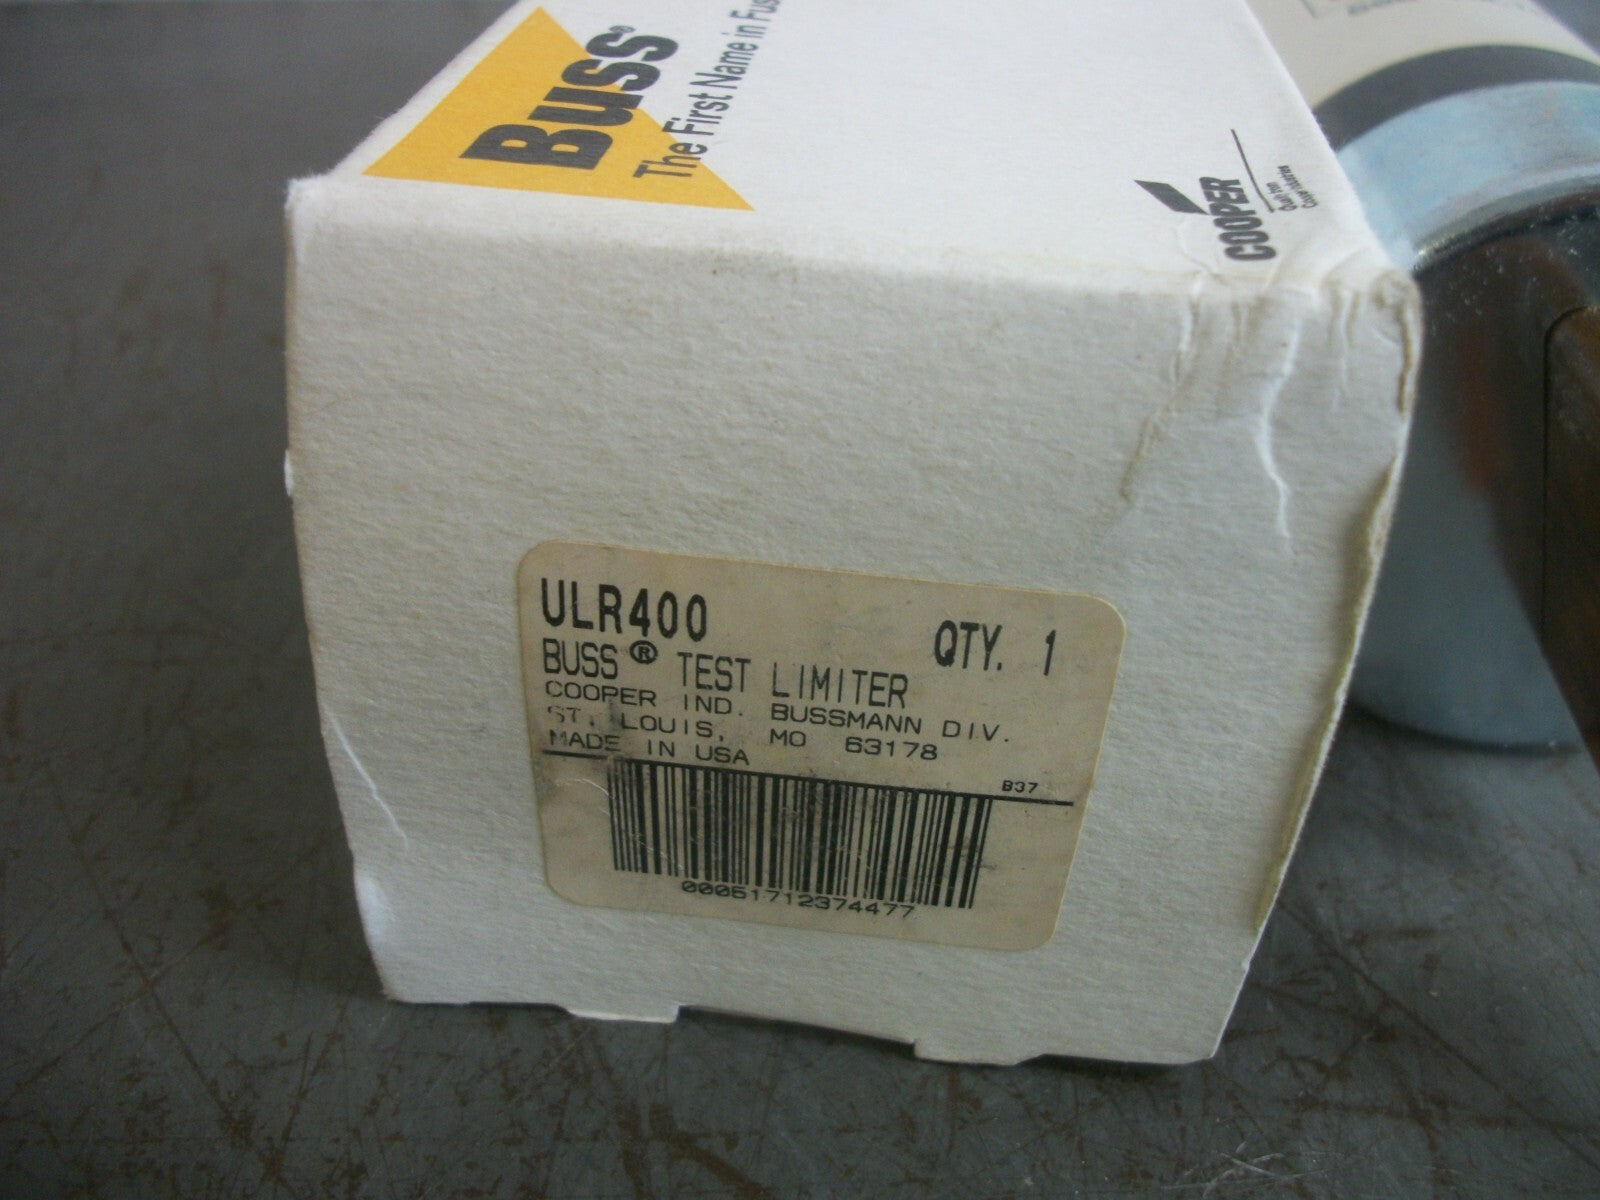 Buss®
The First Name in Fus
COOPER
Quality
ULR400
QTY. 1
BUSS® TEST LIMITER
COOPER IND. BUSSMANN DIV.
ST. LOUIS, MO 63178
MADE IN USA
B37
00051712374477